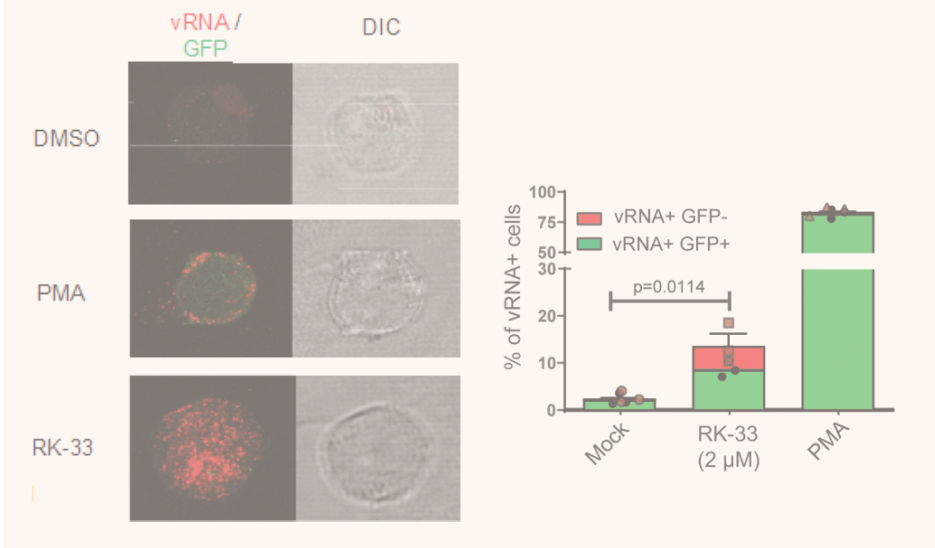 vRNA /
GFP
DIC
DMSO
PMA
RK-33
% of vRNA+ cells
100
75
50
30
20
10
0
vRNA+ GFP-
vRNA+ GFP+
p=0.0114
Mock
RK-33
(2 µM)
PMA